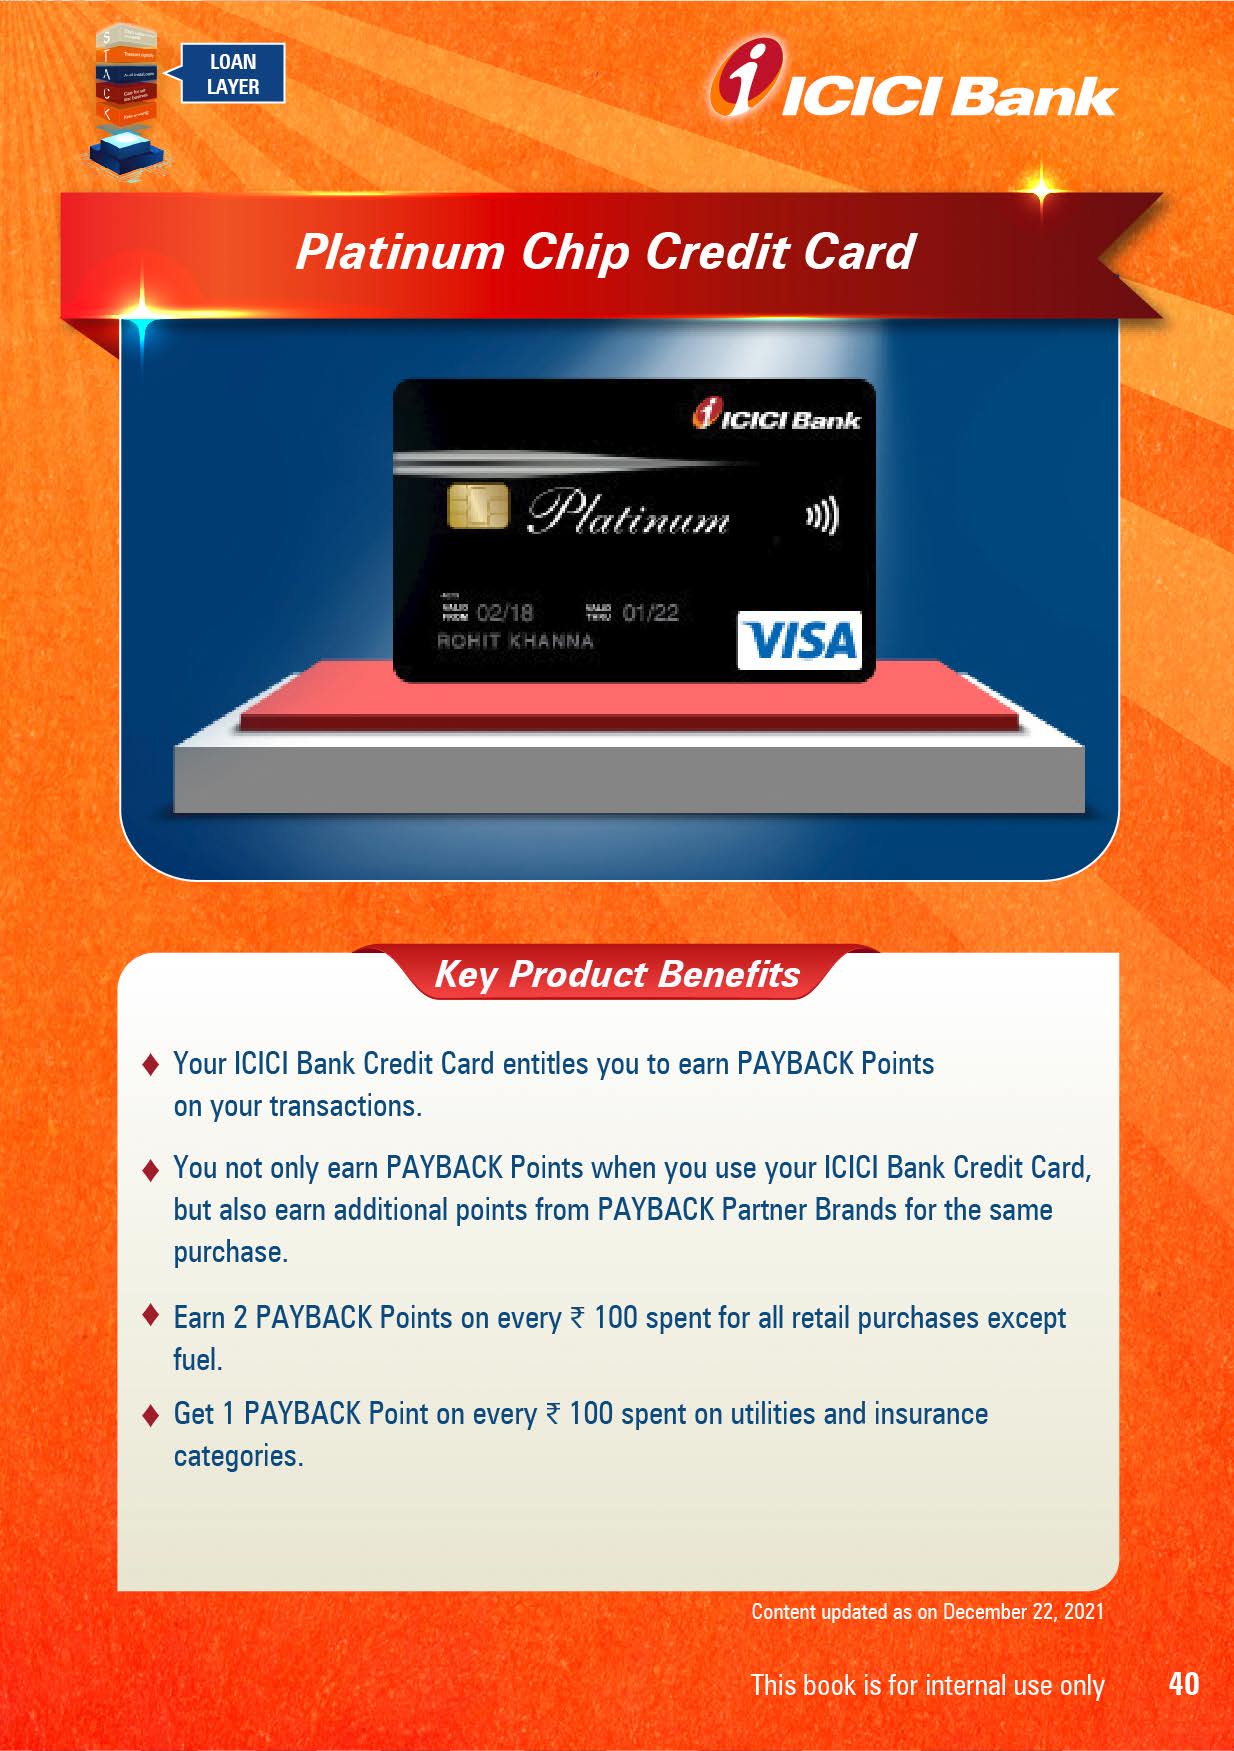 S
T
A
C
K
LOAN
LAYER
i ICICI Bank
Platinum Chip Credit Card
i ICICI Bank
Platinum
VALID FROM 02/18 VALID THRU 01/22
ROHIT KHANNA
VISA
Key Product Benefits
♦ Your ICICI Bank Credit Card entitles you to earn PAYBACK Points
on your transactions.
♦ You not only earn PAYBACK Points when you use your ICICI Bank Credit Card,
but also earn additional points from PAYBACK Partner Brands for the same
purchase.
♦ Earn 2 PAYBACK Points on every ₹ 100 spent for all retail purchases except
fuel.
♦ Get 1 PAYBACK Point on every ₹ 100 spent on utilities and insurance
categories.
Content updated as on December 22, 2021
This book is for internal use only 40